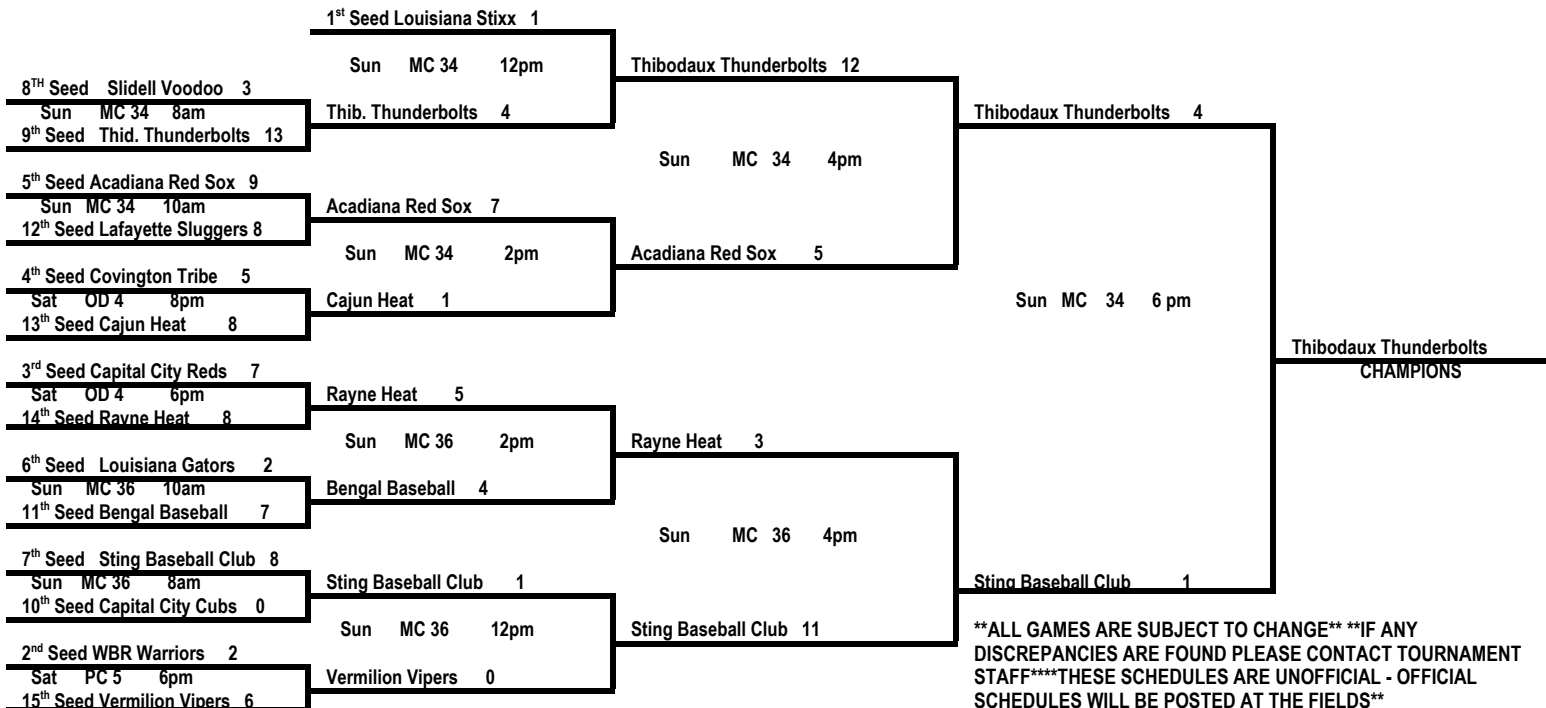 1st Seed Louisiana Stixx 1
Sun MC 34 12pm
Thibodaux Thunderbolts 12
8TH Seed Slidell Voodoo 3
Sun MC 34 8am
Thib. Thunderbolts 4
Thibodaux Thunderbolts 4
9th Seed Thid. Thunderbolts 13
Sun MC 34 4pm
5th Seed Acadiana Red Sox 9
Sun MC 34 10am
Acadiana Red Sox 7
12th Seed Lafayette Sluggers 8
Sun MC 34 2pm
Acadiana Red Sox 5
4th Seed Covington Tribe 5
Sat OD 4 8pm
Cajun Heat 1
Sun MC 34 6 pm
13th Seed Cajun Heat 8
Thibodaux Thunderbolts
CHAMPIONS
3rd Seed Capital City Reds 7
Sat OD 4 6pm
Rayne Heat 5
14th Seed Rayne Heat 8
Sun MC 36 2pm
Rayne Heat 3
6th Seed Louisiana Gators 2
Sun MC 36 10am
Bengal Baseball 4
11th Seed Bengal Baseball 7
Sun MC 36 4pm
7th Seed Sting Baseball Club 8
Sun MC 36 8am
Sting Baseball Club 1
Sting Baseball Club 1
10th Seed Capital City Cubs 0
Sun MC 36 12pm
Sting Baseball Club 11
2nd Seed WBR Warriors 2
Sat PC 5 6pm
Vermilion Vipers 0
15th Seed Vermilion Vipers 6
**ALL GAMES ARE SUBJECT TO CHANGE** **IF ANY
DISCREPANCIES ARE FOUND PLEASE CONTACT TOURNAMENT
STAFF****THESE SCHEDULES ARE UNOFFICIAL - OFFICIAL
SCHEDULES WILL BE POSTED AT THE FIELDS**